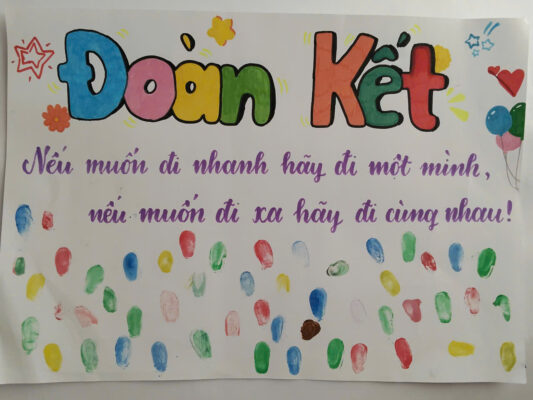 Đoàn Kết
Nếu muốn đi nhanh hãy đi một mình,
nếu muốn đi xa hãy đi cùng nhau!